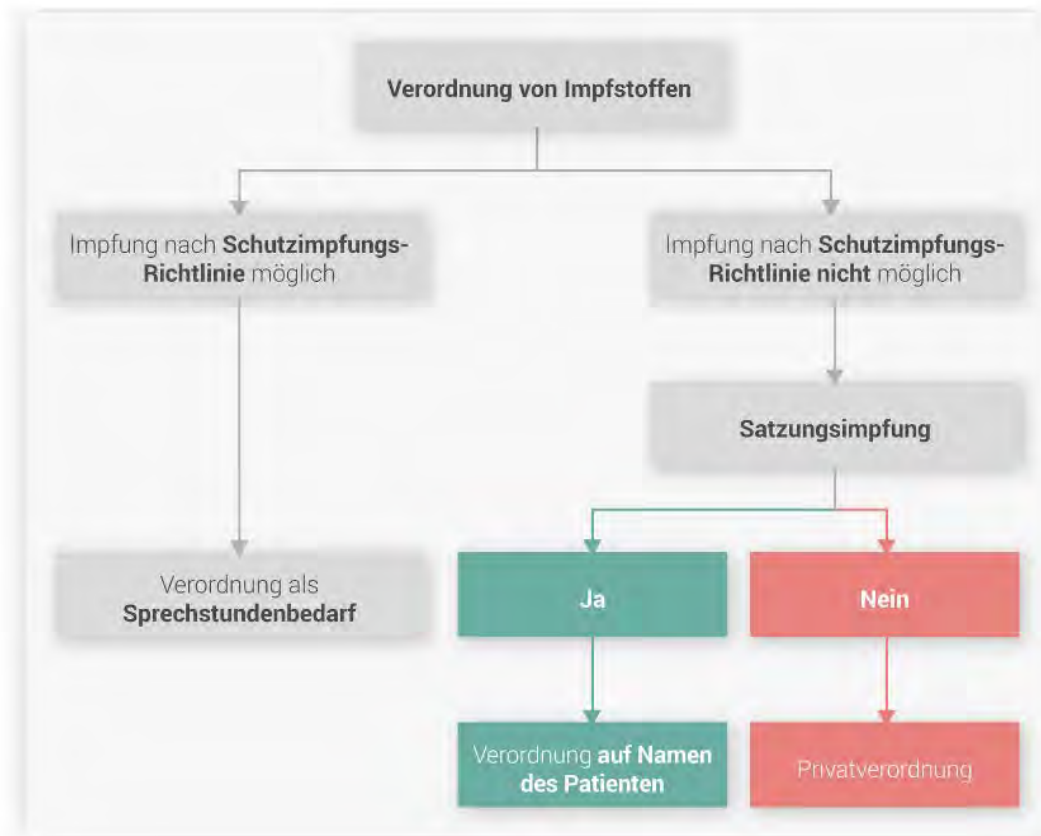 Verordnung von Impfstoffen
Impfung nach Schutzimpfungs-
Richtlinie möglich
Impfung nach Schutzimpfungs-
Richtlinie nicht möglich
Satzungsimpfung
Verordnung als
Sprechstundenbedarf
Ja
Nein
Verordnung auf Namen
des Patienten
Privatverordnung